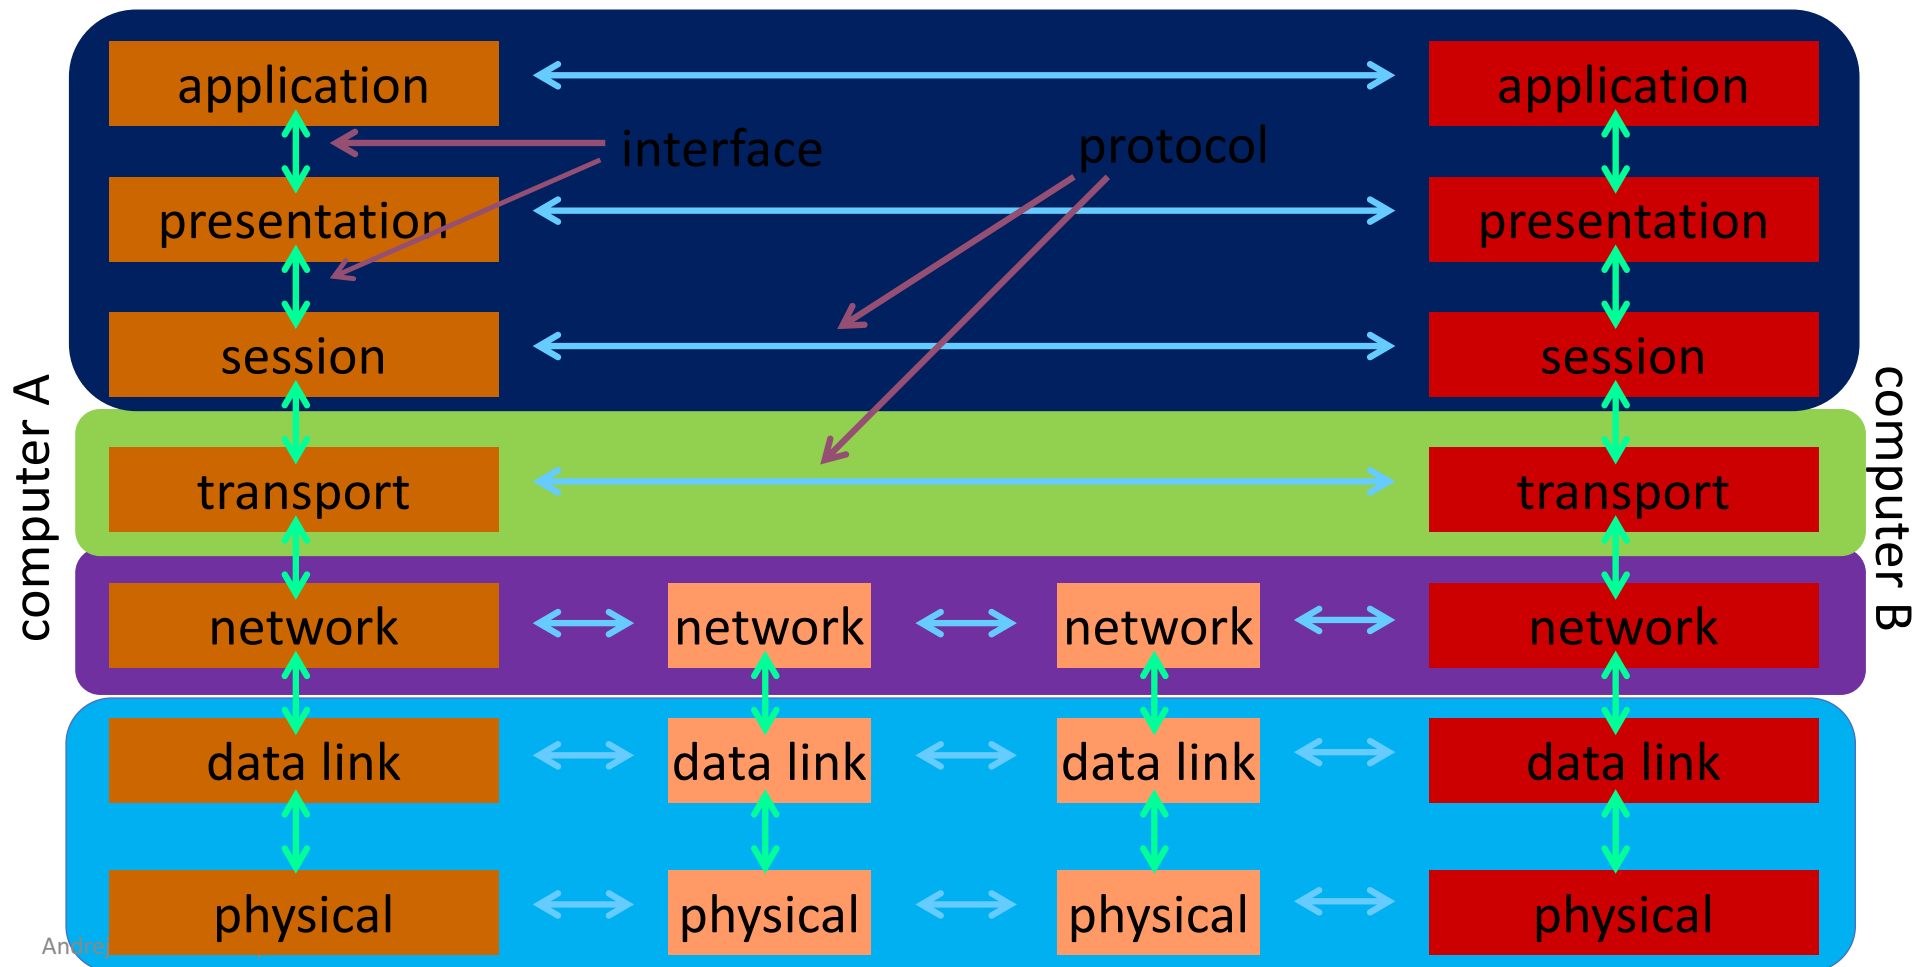 application
application
interface
protocol
presentation
presentation
session
session
computer A
computer B
transport
transport
network
network
network
network
data link
data link
data link
data link
physical
physical
physical
physical